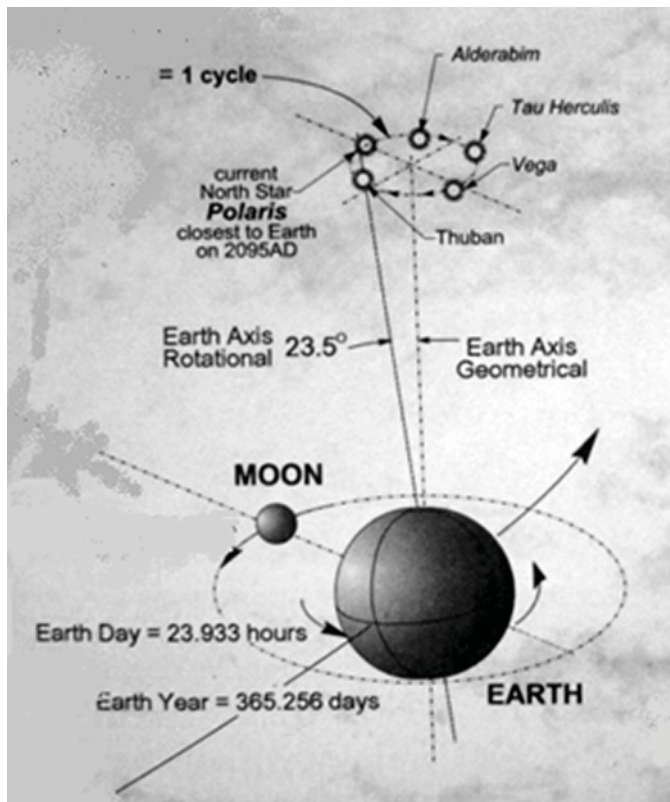 Alderabim
= 1 cycle
Tau Herculis
current
North Star
Polaris
closest to Earth
on 2095AD
Vega
Thuban
Earth Axis
Rotational
23.5°
Earth Axis
Geometrical
MOON
Earth Day = 23.933 hours
Earth Year = 365.256 days
EARTH